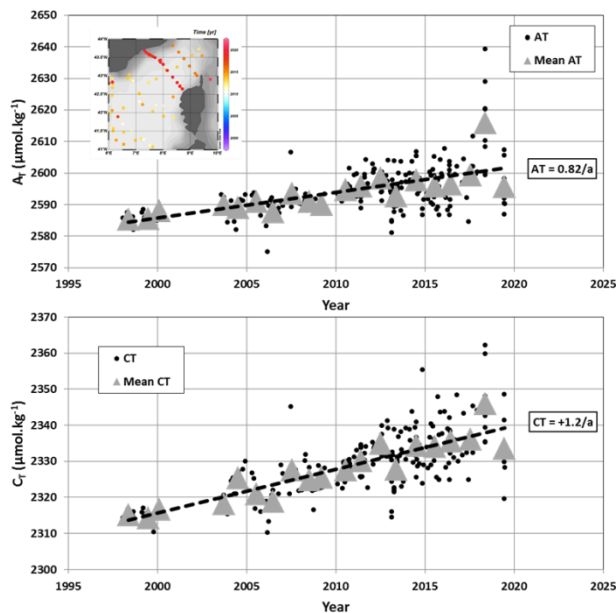 2650
2640
2630
2620
2610
2600
2590
2580
2570
A_T (µmol.kg⁻¹)
Time [yr]
AT
Mean AT
AT = 0.82/a
1995 2000 2005 2010 2015 2020 2025
Year
2370
2360
2350
2340
2330
2320
2310
2300
C_T (µmol.kg⁻¹)
CT
Mean CT
CT = +1.2/a
1995 2000 2005 2010 2015 2020 2025
Year